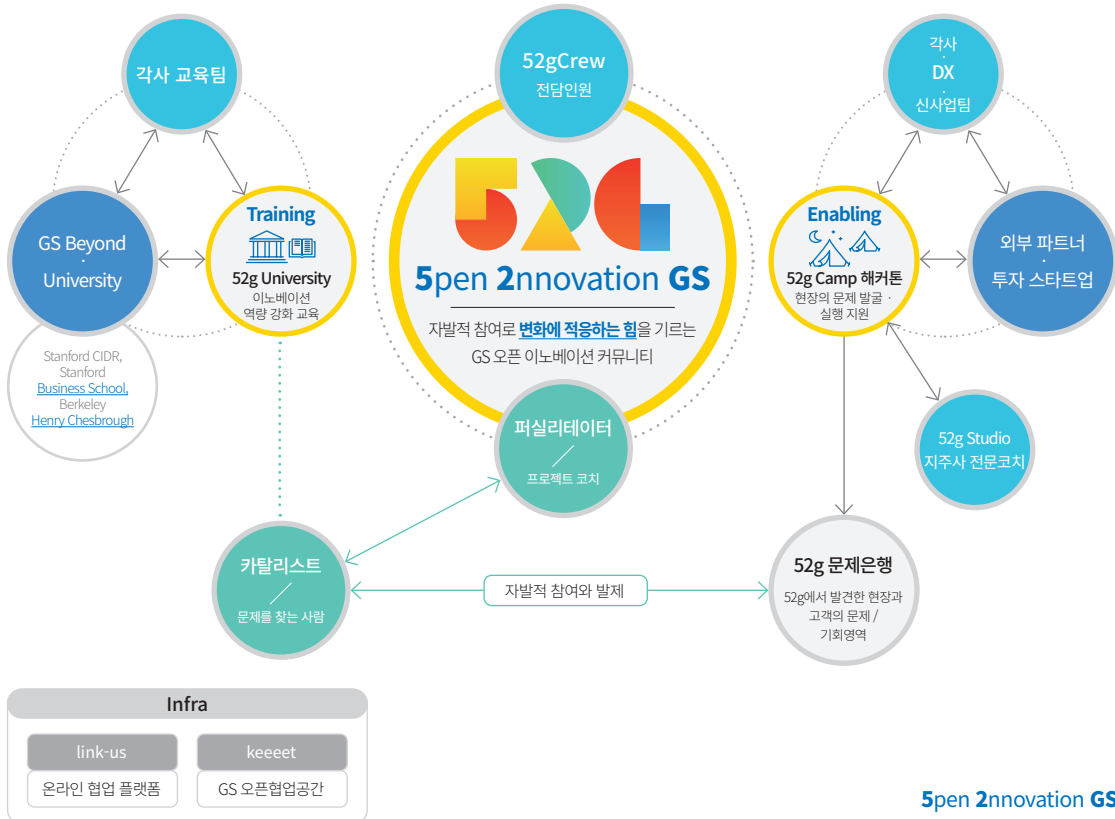 각사 교육팀
GS Beyond
·
University
Training
52g University
이노베이션
역량 강화 교육
Stanford CIDR,
Stanford
Business School,
Berkeley
Henry Chesbrough
52gCrew
전담인원
52g
5pen 2nnovation GS
자발적 참여로 변화에 적응하는 힘을 기르는
GS 오픈 이노베이션 커뮤니티
퍼실리테이터
프로젝트 코치
각사
·
DX
·
신사업팀
Enabling
52g Camp 해커톤
현장의 문제 발굴 ·
실행 지원
외부 파트너
·
투자 스타트업
52g Studio
지주사 전문코치
카탈리스트
문제를 찾는 사람
자발적 참여와 발제
52g 문제은행
52g에서 발견한 현장과
고객의 문제 /
기회영역
Infra
link-us
온라인 협업 플랫폼
keeeet
GS 오픈협업공간
5pen 2nnovation GS